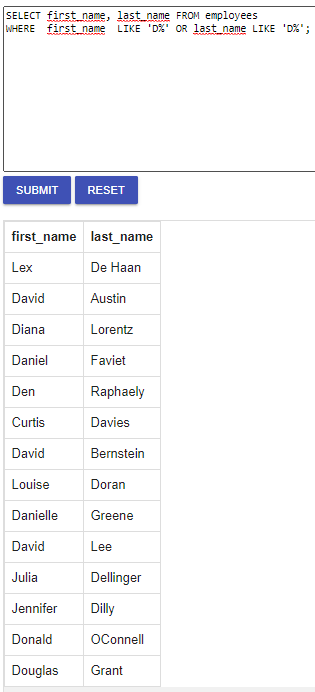 SELECT first_name, last_name FROM employees
WHERE first_name LIKE 'D%' OR last_name LIKE 'D%';
SUBMIT RESET
first_name last_name
Lex De Haan
David Austin
Diana Lorentz
Daniel Faviet
Den Raphaely
Curtis Davies
David Bernstein
Louise Doran
Danielle Greene
David Lee
Julia Dellinger
Jennifer Dilly
Donald OConnell
Douglas Grant